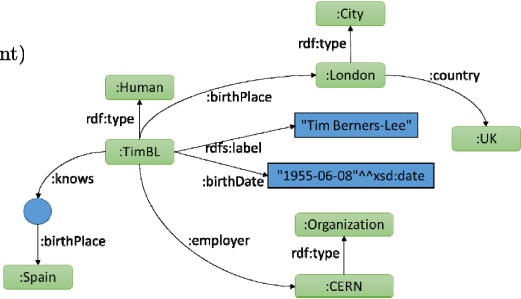 :City
nt)
rdf:type
:Human
:London
:country
:birthPlace
rdf:type
"Tim Berners-Lee"
:UK
:TimBL
rdfs:label
"1955-06-08"^^xsd:date
:birthDate
:knows
:Organization
:employer
:birthPlace
rdf:type
:Spain
:CERN